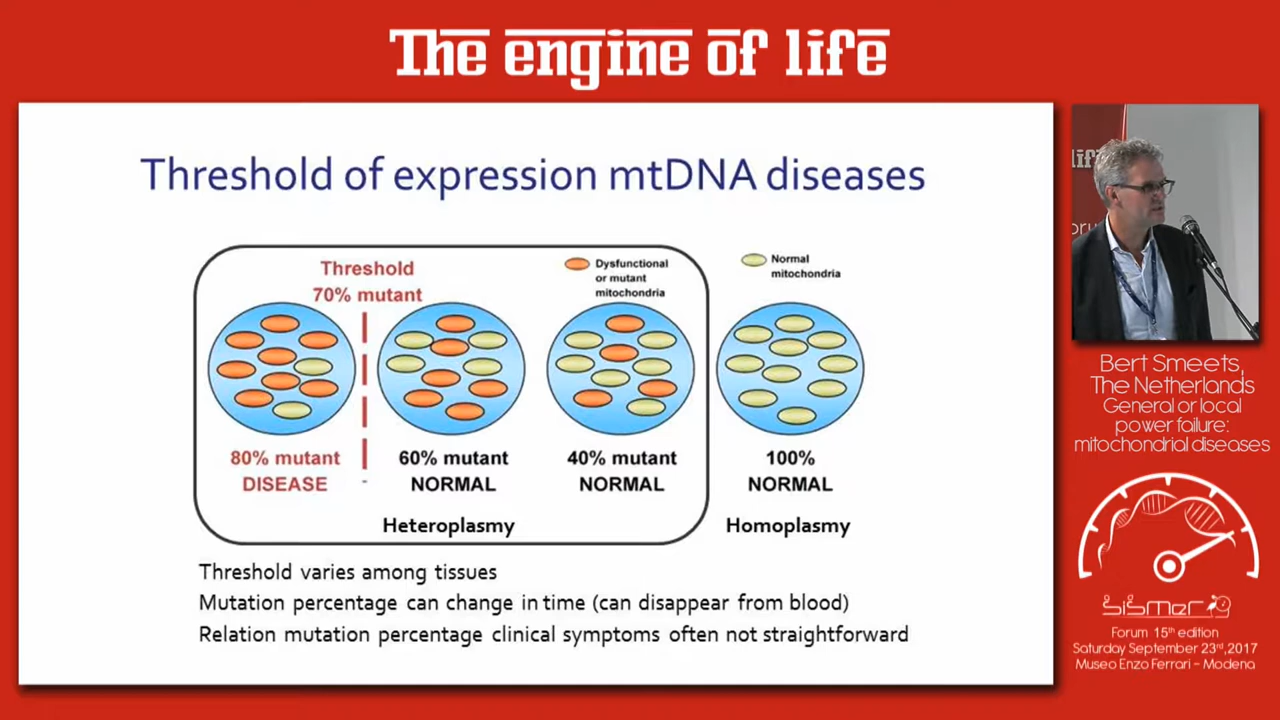 The engine of life
Threshold of expression mtDNA diseases
Threshold
70% mutant
Dysfunctional
or mutant
mitochondria
Normal
mitochondria
80% mutant
DISEASE
60% mutant
NORMAL
40% mutant
NORMAL
100%
NORMAL
Heteroplasmy
Homoplasmy
Threshold varies among tissues
Mutation percentage can change in time (can disappear from blood)
Relation mutation percentage clinical symptoms often not straightforward
Bert Smeets,
The Netherlands
General or local
power failure:
mitochondrial diseases
sismer
Forum 15th edition
Saturday September 23rd,2017
Museo Enzo Ferrari - Modena